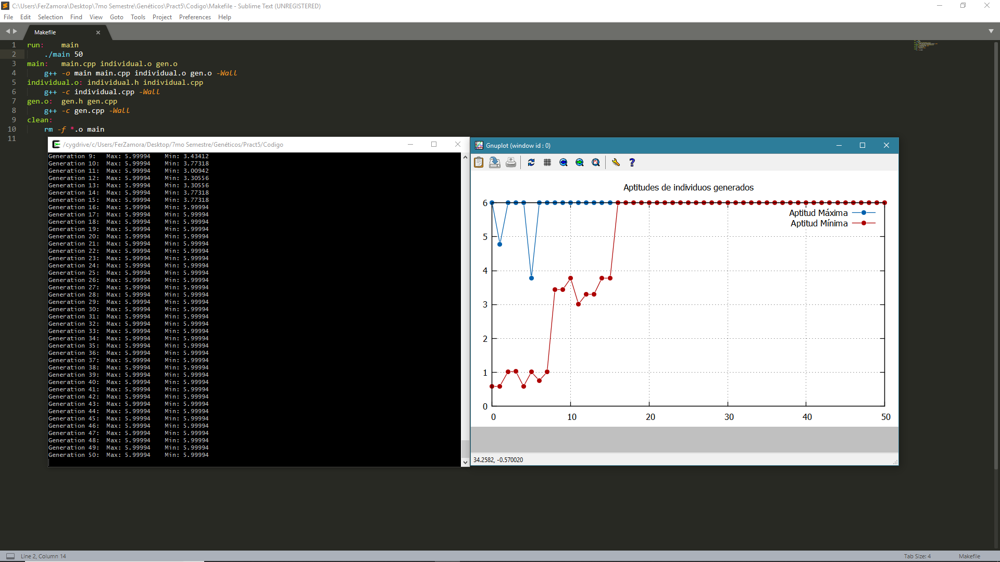 C:\Users\FerZamora\Desktop\7mo Semestre\Genéticos\Pract5\Codigo\Makefile - Sublime Text (UNREGISTERED)
File Edit Selection Find View Goto Tools Project Preferences Help
Makefile
1 run: main
2 ./main 50
3 main: main.cpp individual.o gen.o
4 g++ -o main main.cpp individual.o gen.o -Wall
5 individual.o: individual.h individual.cpp
6 g++ -c individual.cpp -Wall
7 gen.o: gen.h gen.cpp
8 g++ -c gen.cpp -Wall
9 clean:
10 rm -f *.o main
11
/cygdrive/c/Users/FerZamora/Desktop/7mo Semestre/Genéticos/Pract5/Codigo
Generation 9: Max: 5.99994 Min: 3.43412
Generation 10: Max: 5.99994 Min: 3.77318
Generation 11: Max: 5.99994 Min: 3.00942
Generation 12: Max: 5.99994 Min: 3.30556
Generation 13: Max: 5.99994 Min: 3.30556
Generation 14: Max: 5.99994 Min: 3.77318
Generation 15: Max: 5.99994 Min: 3.77318
Generation 16: Max: 5.99994 Min: 5.99994
Generation 17: Max: 5.99994 Min: 5.99994
Generation 18: Max: 5.99994 Min: 5.99994
Generation 19: Max: 5.99994 Min: 5.99994
Generation 20: Max: 5.99994 Min: 5.99994
Generation 21: Max: 5.99994 Min: 5.99994
Generation 22: Max: 5.99994 Min: 5.99994
Generation 23: Max: 5.99994 Min: 5.99994
Generation 24: Max: 5.99994 Min: 5.99994
Generation 25: Max: 5.99994 Min: 5.99994
Generation 26: Max: 5.99994 Min: 5.99994
Generation 27: Max: 5.99994 Min: 5.99994
Generation 28: Max: 5.99994 Min: 5.99994
Generation 29: Max: 5.99994 Min: 5.99994
Generation 30: Max: 5.99994 Min: 5.99994
Generation 31: Max: 5.99994 Min: 5.99994
Generation 32: Max: 5.99994 Min: 5.99994
Generation 33: Max: 5.99994 Min: 5.99994
Generation 34: Max: 5.99994 Min: 5.99994
Generation 35: Max: 5.99994 Min: 5.99994
Generation 36: Max: 5.99994 Min: 5.99994
Generation 37: Max: 5.99994 Min: 5.99994
Generation 38: Max: 5.99994 Min: 5.99994
Generation 39: Max: 5.99994 Min: 5.99994
Generation 40: Max: 5.99994 Min: 5.99994
Generation 41: Max: 5.99994 Min: 5.99994
Generation 42: Max: 5.99994 Min: 5.99994
Generation 43: Max: 5.99994 Min: 5.99994
Generation 44: Max: 5.99994 Min: 5.99994
Generation 45: Max: 5.99994 Min: 5.99994
Generation 46: Max: 5.99994 Min: 5.99994
Generation 47: Max: 5.99994 Min: 5.99994
Generation 48: Max: 5.99994 Min: 5.99994
Generation 49: Max: 5.99994 Min: 5.99994
Generation 50: Max: 5.99994 Min: 5.99994
Gnuplot (window id : 0)
Aptitudes de individuos generados
Aptitud Máxima
Aptitud Mínima
6
5
4
3
2
1
0
0 10 20 30 40 50
34.2582, -0.570020
Line 2, Column 14
Tab Size: 4
Makefile